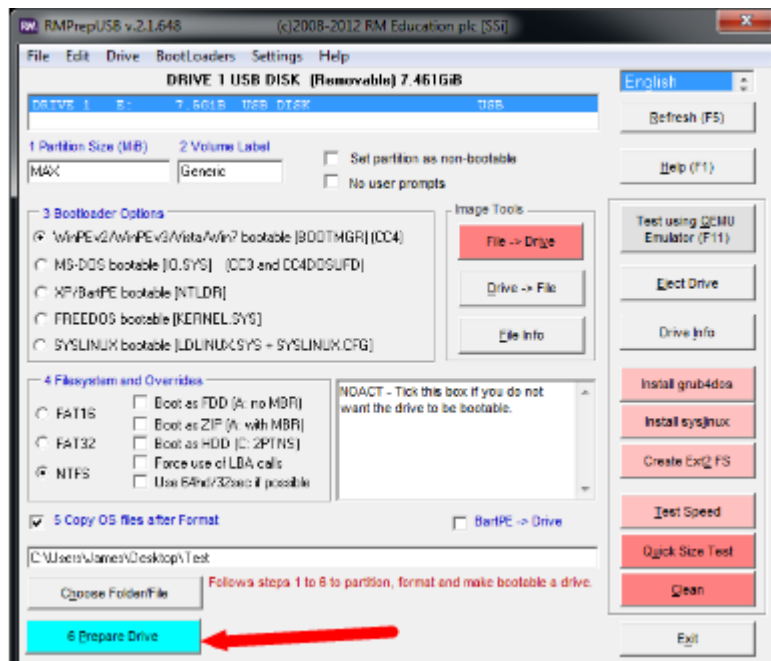 RMPrepUSB v.2.1.648 (c)2008-2012 RM Education plc [SSi]
File Edit Drive BootLoaders Settings Help
DRIVE 1 USB DISK (Removable) 7.461GiB
English
DRIVE 1 E: 7.5GiB USB DISK USB
Refresh (F5)
1 Partition Size (MiB) 2 Volume Label
MAX Generic
Set partition as non-bootable
No user prompts
Help (F1)
3 Bootloader Options
WinPEv2/WinPEv3/Vista/Win7 bootable [BOOTMGR] (CC4)
MS-DOS bootable [IO.SYS] (CC3 and CC4DOSUFD)
XP/BartPE bootable [NTLDR]
FREEDOS bootable [KERNEL.SYS]
SYSLINUX bootable [LDLINUX.SYS + SYSLINUX.CFG]
Image Tools
File -> Drive
Drive -> File
File Info
Test using QEMU
Emulator (F11)
Eject Drive
Drive Info
4 Filesystem and Overrides
FAT16
FAT32
NTFS
Boot as FDD [A: no MBR)
Boot as ZIP (A: with MBR)
Boot as HDD (C: 2PTNS)
Force use of LBA calls
Use 64hd/32sec if possible
NOACT - Tick this box if you do not
want the drive to be bootable.
Install grub4dos
Install syslinux
Create Ext2 FS
5 Copy OS files after Format
BartPE -> Drive
Test Speed
Quick Size Test
Clean
C:\Users\James\Desktop\Test
Choose Folder/File
Follows steps 1 to 6 to partition, format and make bootable a drive.
6 Prepare Drive
Exit